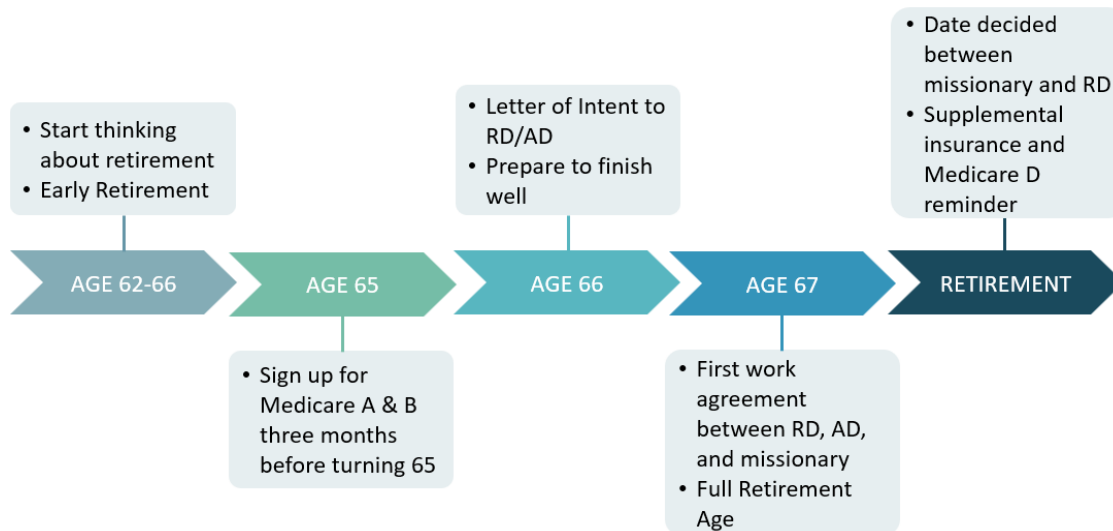 • Start thinking
about retirement
• Early Retirement
AGE 62-66
AGE 65
• Sign up for
Medicare A & B
three months
before turning 65
• Letter of Intent to
RD/AD
• Prepare to finish
well
AGE 66
AGE 67
• First work
agreement
between RD, AD,
and missionary
• Full Retirement
Age
• Date decided
between
missionary and RD
• Supplemental
insurance and
Medicare D
reminder
RETIREMENT